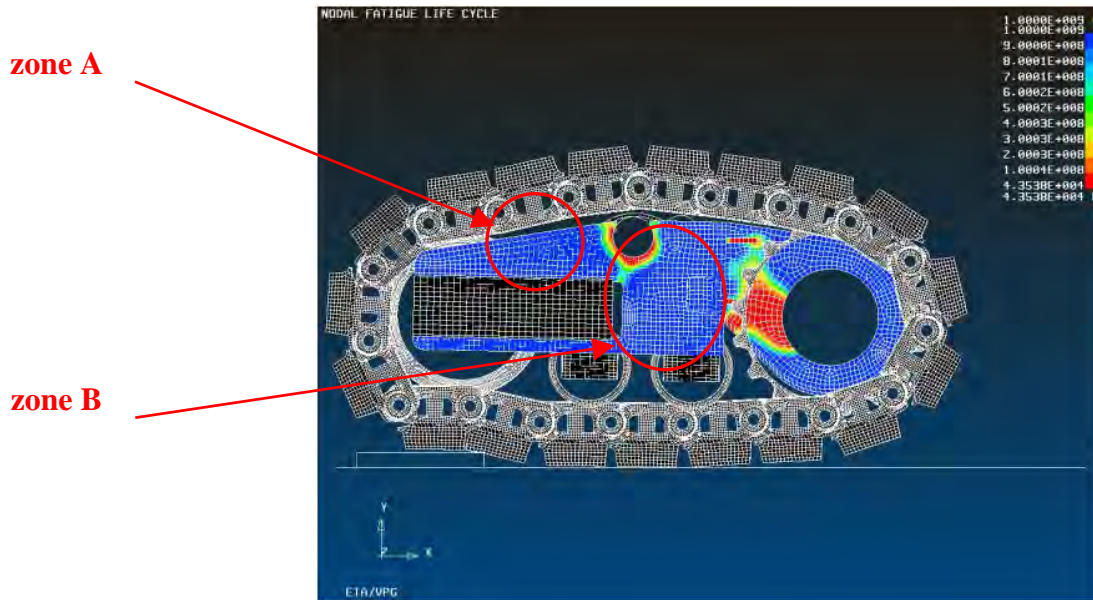 NODAL FATIGUE LIFE CYCLE
1.0000E+009
1.0000E+009
9.0000E+008
8.0001E+008
7.0001E+008
6.0002E+008
5.0002E+008
4.0003E+008
3.0003E+008
2.0003E+008
1.0004E+008
4.3538E+004
4.3538E+004
zone A
zone B
Y
Z X
ETA/VPG